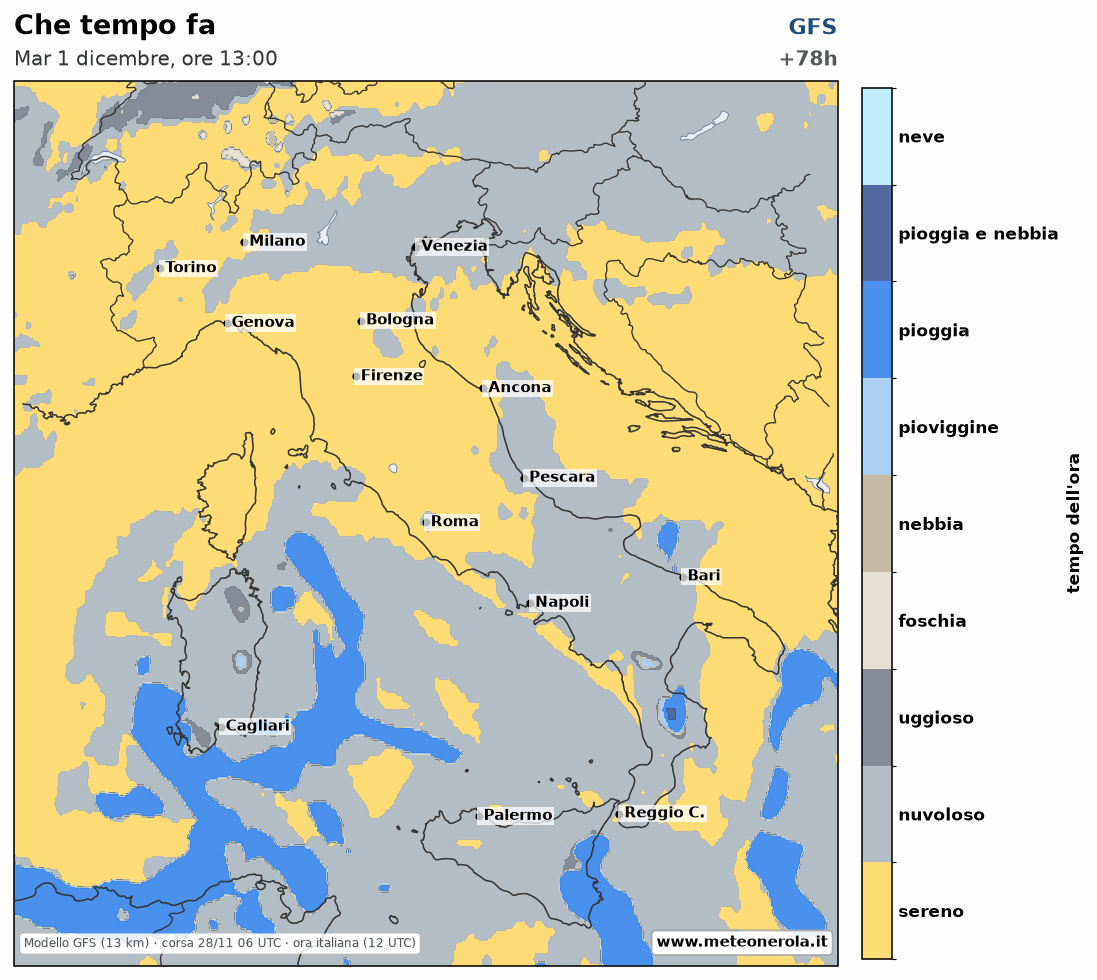 Che tempo fa
GFS
Mar 1 dicembre, ore 13:00
+78h
neve
pioggia e nebbia
pioggia
pioviggine
nebbia
foschia
uggioso
nuvoloso
sereno
tempo dell'ora
Milano
Venezia
Torino
Genova
Bologna
Firenze
Ancona
Pescara
Roma
Bari
Napoli
Cagliari
Palermo
Reggio C.
Modello GFS (13 km) · corsa 28/11 06 UTC · ora italiana (12 UTC)
www.meteonerola.it